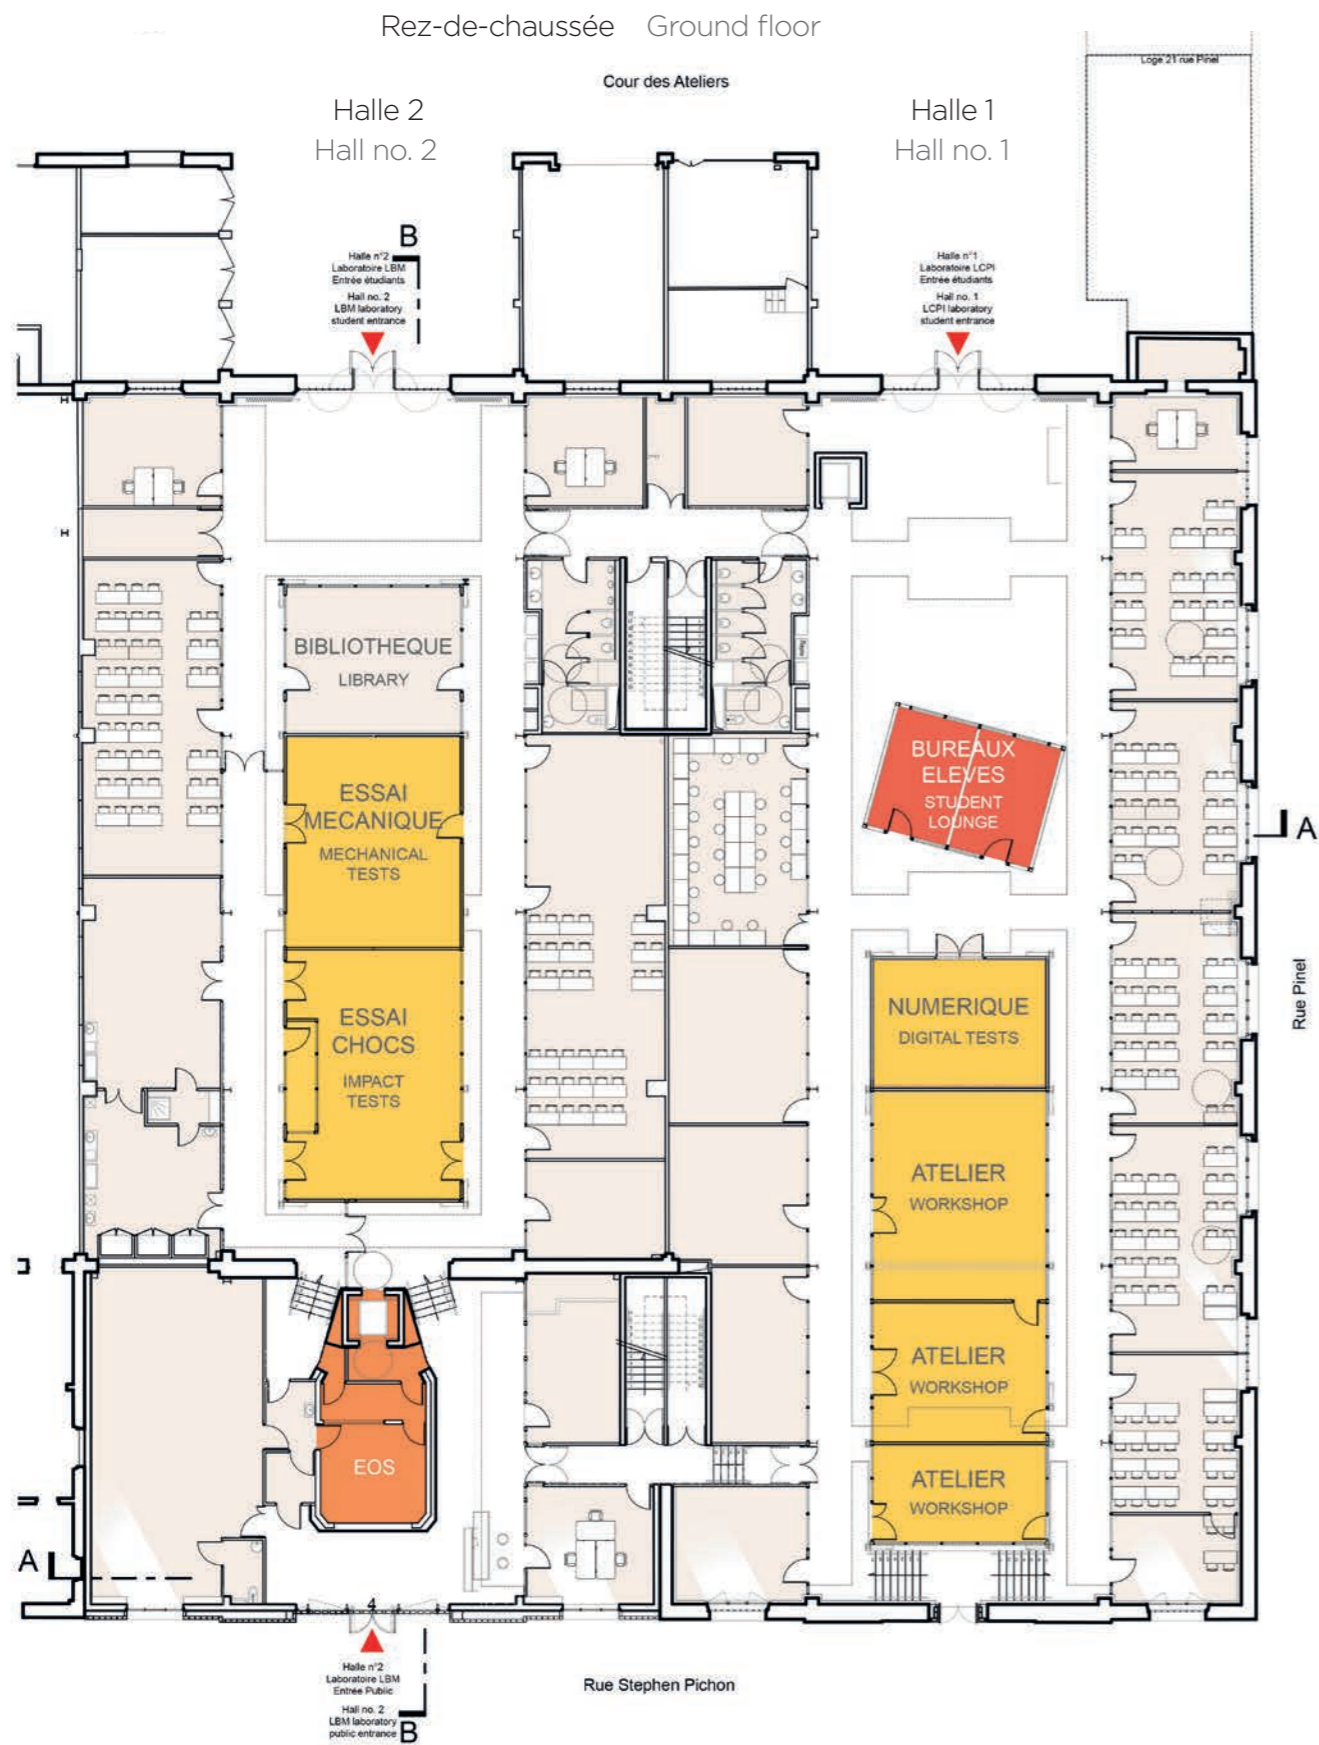 Rez-de-chaussée Ground floor
Loge 21 rue Pinel
Cour des Ateliers
Halle 2
Hall no. 2
Halle 1
Hall no. 1
B
Halle n°2
Laboratoire LBM
Entrée étudiants
Hall no. 2
LBM laboratory
student entrance
Halle n°1
Laboratoire LCPI
Entrée étudiants
Hall no. 1
LCPI laboratory
student entrance
BIBLIOTHEQUE
LIBRARY
ESSAI
MECANIQUE
MECHANICAL
TESTS
BUREAUX
ELEVES
STUDENT
LOUNGE
A
ESSAI
CHOCS
IMPACT
TESTS
NUMERIQUE
DIGITAL TESTS
Rue Pinel
ATELIER
WORKSHOP
ATELIER
WORKSHOP
EOS
ATELIER
WORKSHOP
A
4
Halle n°2
Laboratoire LBM
Entrée Public
Hall no. 2
LBM laboratory
public entrance
B
Rue Stephen Pichon